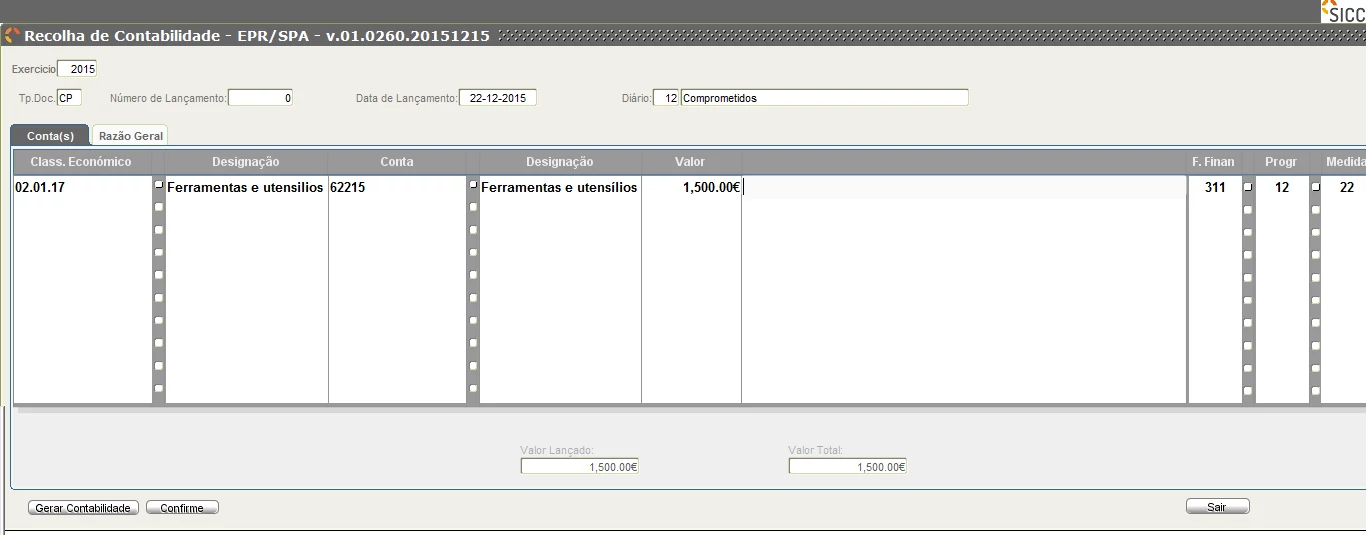 SICC
Recolha de Contabilidade - EPR/SPA - v.01.0260.20151215
Exercicio 2015
Tp.Doc. CP Número de Lançamento: 0 Data de Lançamento: 22-12-2015 Diário: 12 Comprometidos
Conta(s) Razão Geral
Class. Económico Designação Conta Designação Valor F. Finan Progr Medida
02.01.17 Ferramentas e utensilios 62215 Ferramentas e utensílios 1,500.00€ 311 12 22
Valor Lançado: Valor Total:
1,500.00€ 1,500.00€
Gerar Contabilidade Confirme Sair